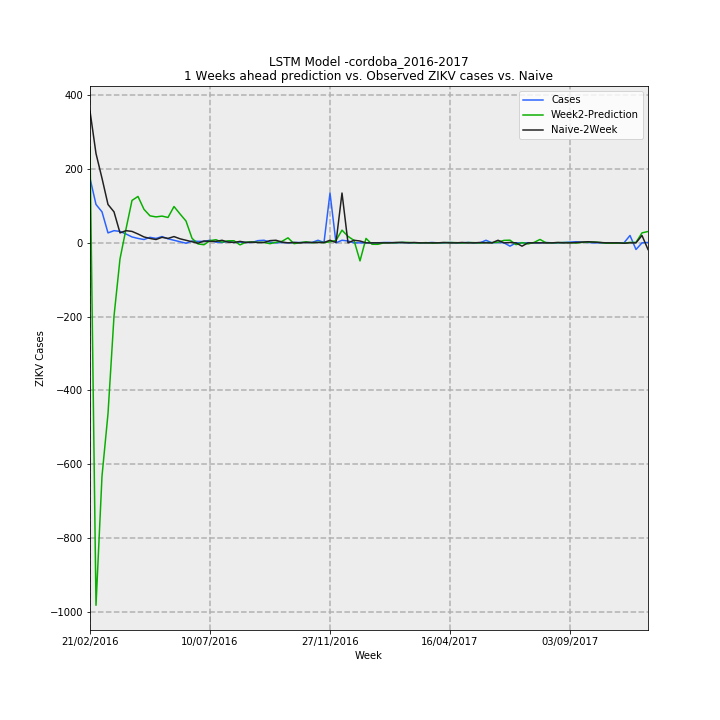 LSTM Model -cordoba_2016-2017
1 Weeks ahead prediction vs. Observed ZIKV cases vs. Naive
Cases
Week2-Prediction
Naive-2Week
400
200
0
−200
−400
−600
−800
−1000
ZIKV Cases
21/02/2016
10/07/2016
27/11/2016
16/04/2017
03/09/2017
Week